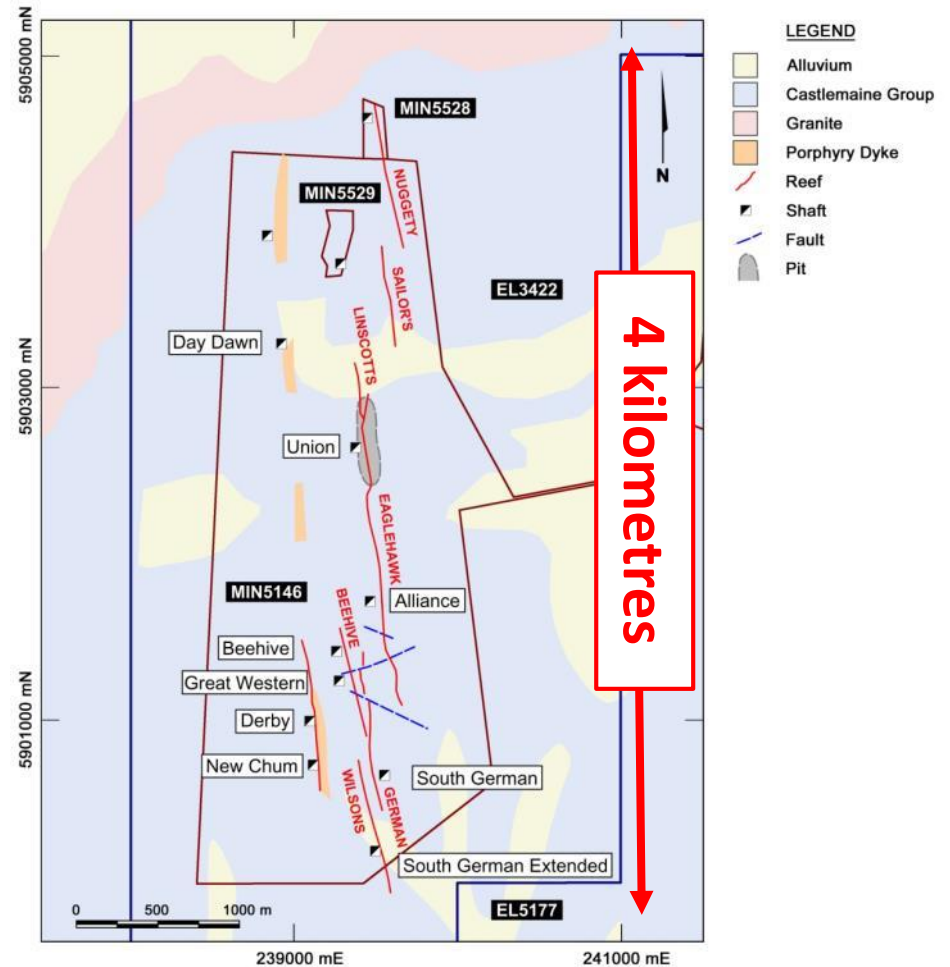 5905000 mN
5903000 mN
5901000 mN
MIN5528
NUGGETY
MIN5529
SAILOR'S
EL3422
LINSCOTTS
Day Dawn
Union
EAGLEHAWK
MIN5146
BEEHIVE
Alliance
Beehive
Great Western
Derby
New Chum
WILSONS
GERMAN
South German
South German Extended
EL5177
0 500 1000 m
239000 mE 241000 mE
N
4 kilometres
LEGEND
Alluvium
Castlemaine Group
Granite
Porphyry Dyke
Reef
Shaft
Fault
Pit